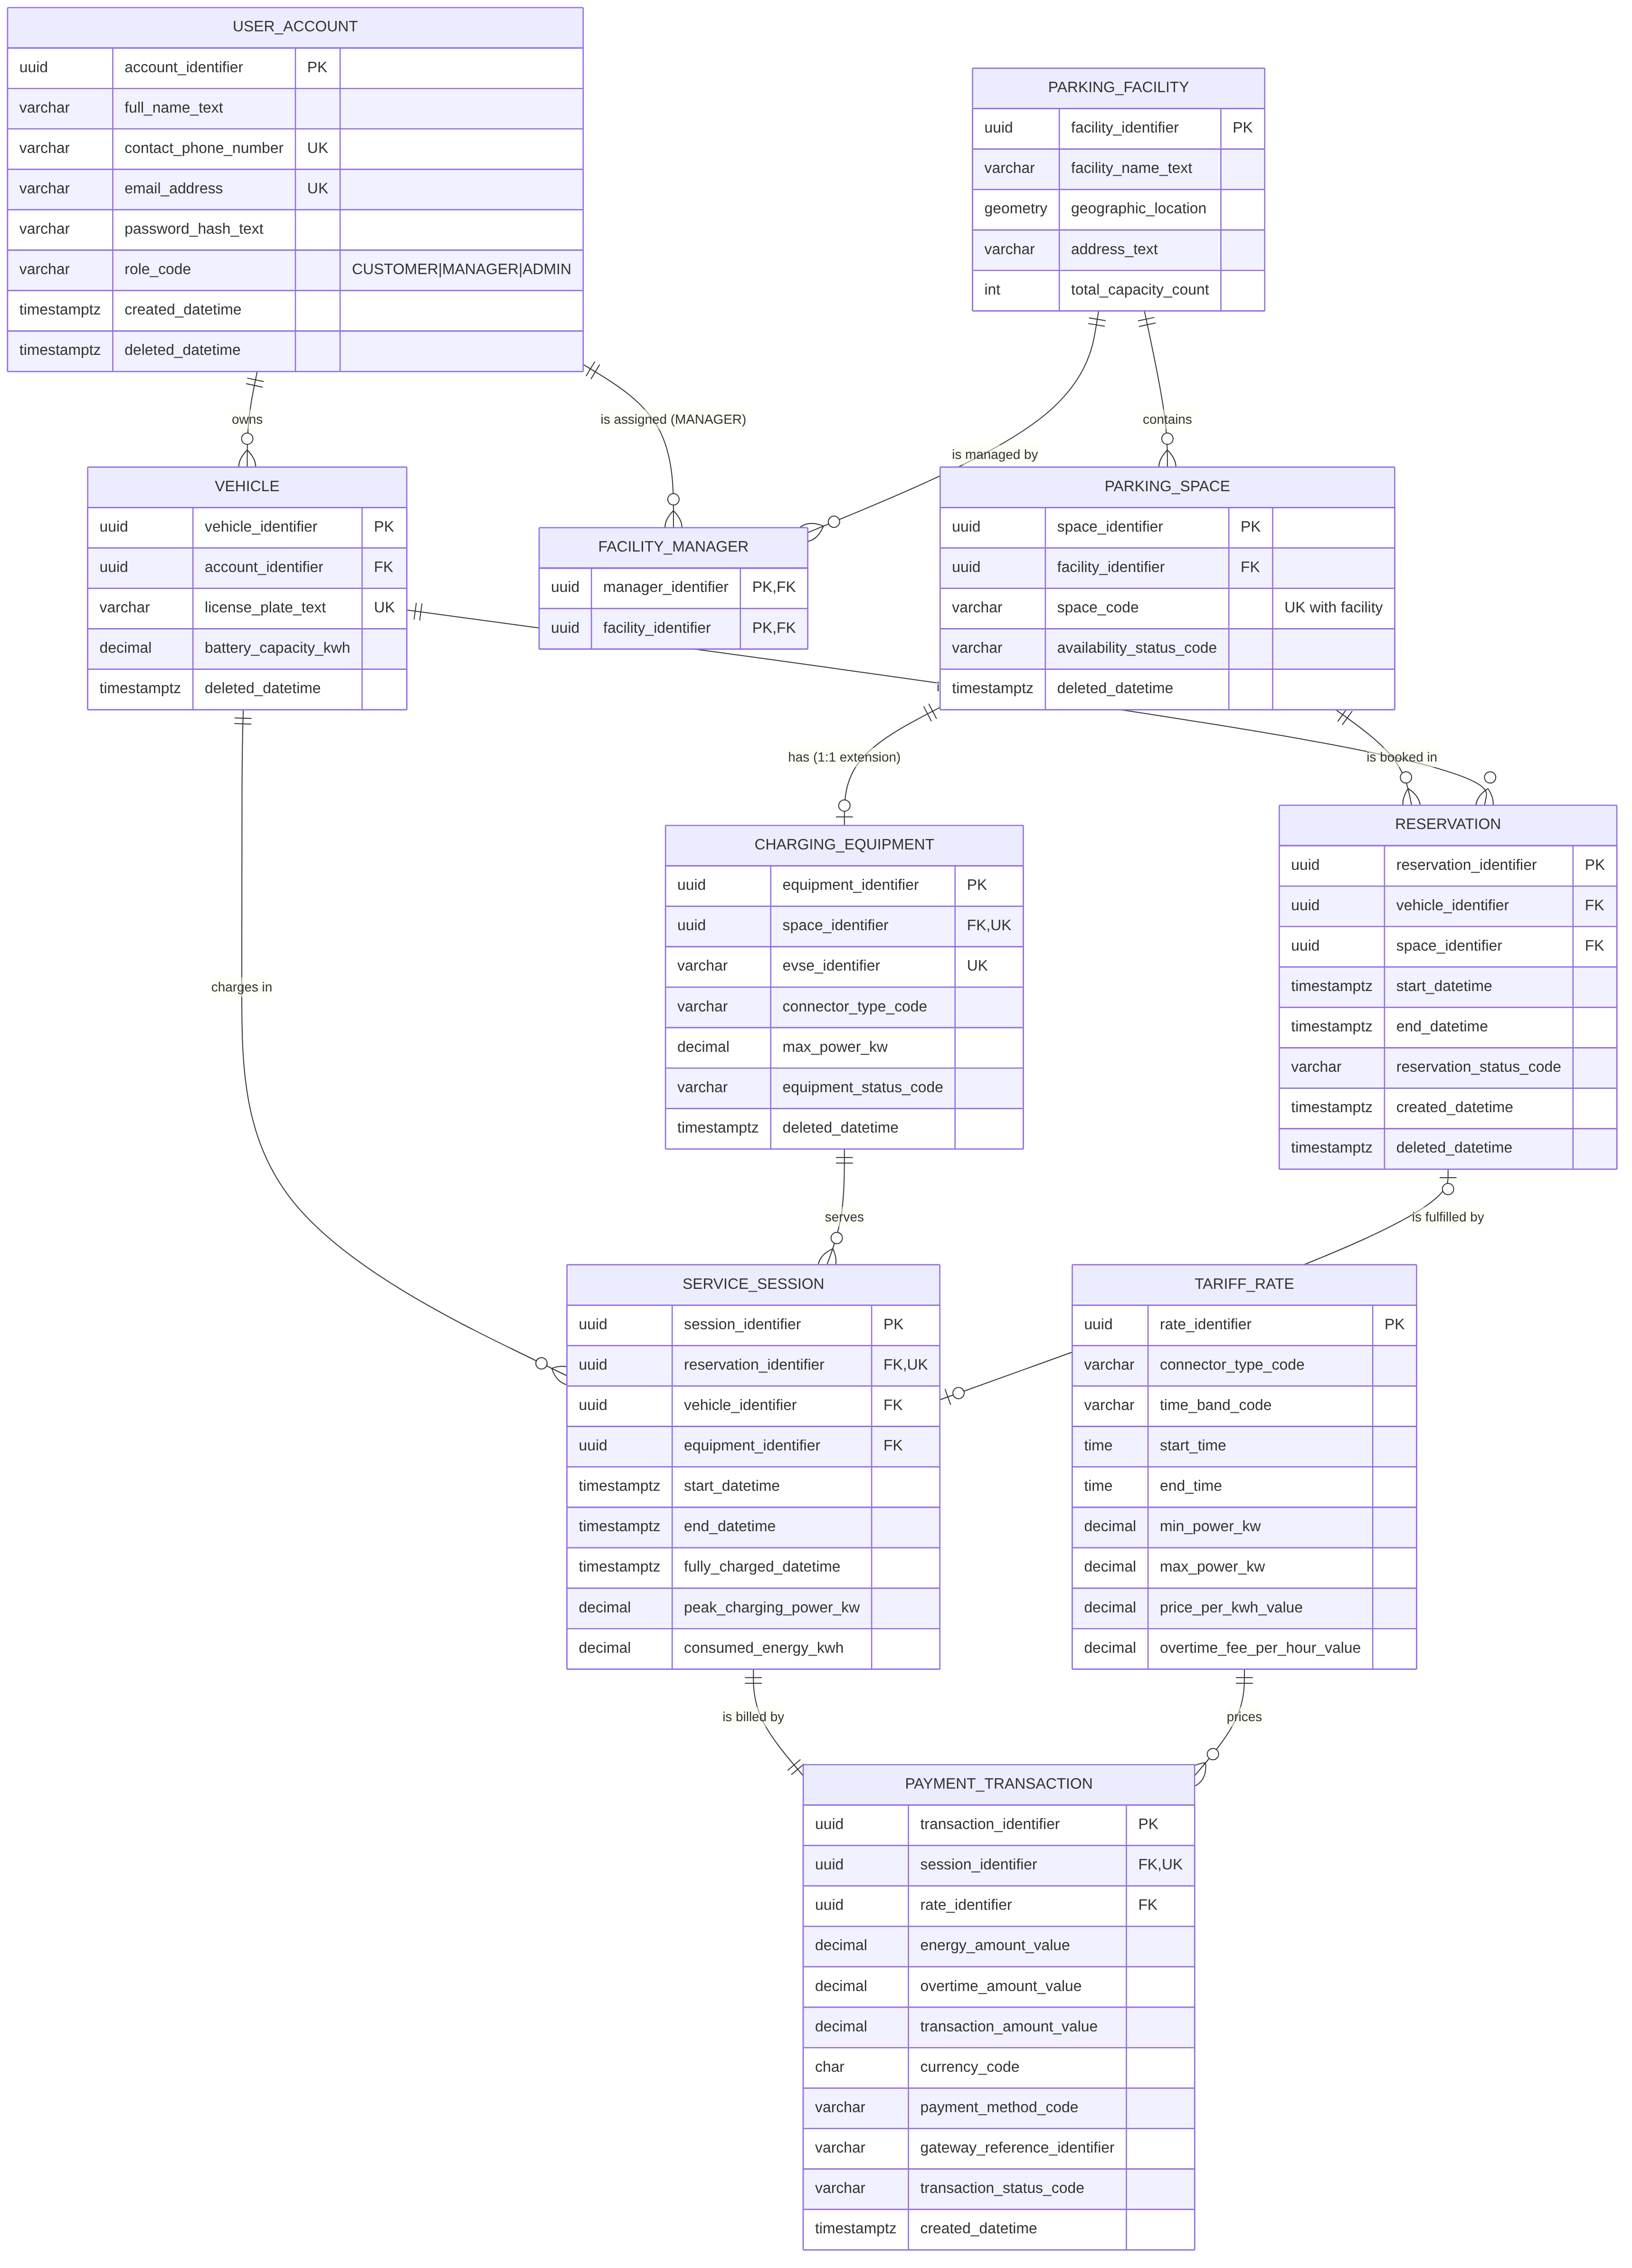 USER_ACCOUNT
uuid account_identifier PK
varchar full_name_text
varchar contact_phone_number UK
varchar email_address UK
varchar password_hash_text
varchar role_code CUSTOMER|MANAGER|ADMIN
timestamptz created_datetime
timestamptz deleted_datetime
PARKING_FACILITY
uuid facility_identifier PK
varchar facility_name_text
geometry geographic_location
varchar address_text
int total_capacity_count
owns
is assigned (MANAGER)
contains
is managed by
VEHICLE
uuid vehicle_identifier PK
uuid account_identifier FK
varchar license_plate_text UK
decimal battery_capacity_kwh
timestamptz deleted_datetime
FACILITY_MANAGER
uuid manager_identifier PK,FK
uuid facility_identifier PK,FK
PARKING_SPACE
uuid space_identifier PK
uuid facility_identifier FK
varchar space_code UK with facility
varchar availability_status_code
timestamptz deleted_datetime
has (1:1 extension)
is booked in
CHARGING_EQUIPMENT
uuid equipment_identifier PK
uuid space_identifier FK,UK
varchar evse_identifier UK
varchar connector_type_code
decimal max_power_kw
varchar equipment_status_code
timestamptz deleted_datetime
RESERVATION
uuid reservation_identifier PK
uuid vehicle_identifier FK
uuid space_identifier FK
timestamptz start_datetime
timestamptz end_datetime
varchar reservation_status_code
timestamptz created_datetime
timestamptz deleted_datetime
charges in
serves
is fulfilled by
SERVICE_SESSION
uuid session_identifier PK
uuid reservation_identifier FK,UK
uuid vehicle_identifier FK
uuid equipment_identifier FK
timestamptz start_datetime
timestamptz end_datetime
timestamptz fully_charged_datetime
decimal peak_charging_power_kw
decimal consumed_energy_kwh
TARIFF_RATE
uuid rate_identifier PK
varchar connector_type_code
varchar time_band_code
time start_time
time end_time
decimal min_power_kw
decimal max_power_kw
decimal price_per_kwh_value
decimal overtime_fee_per_hour_value
is billed by
prices
PAYMENT_TRANSACTION
uuid transaction_identifier PK
uuid session_identifier FK,UK
uuid rate_identifier FK
decimal energy_amount_value
decimal overtime_amount_value
decimal transaction_amount_value
char currency_code
varchar payment_method_code
varchar gateway_reference_identifier
varchar transaction_status_code
timestamptz created_datetime